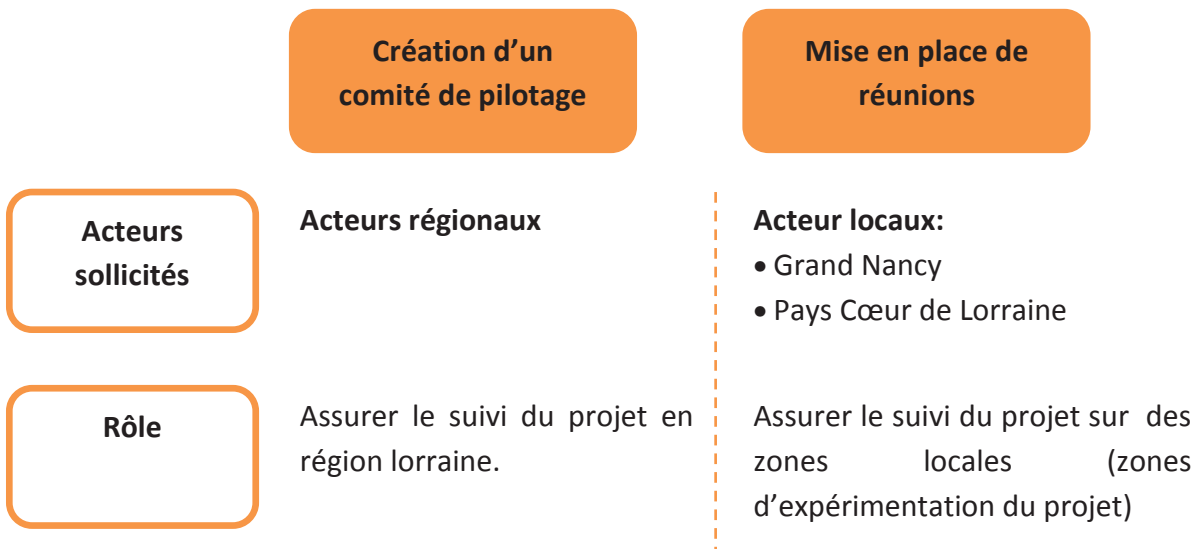 Création d’un
comité de pilotage
Mise en place de
réunions
Acteurs
sollicités
Acteurs régionaux
Acteur locaux:
• Grand Nancy
• Pays Cœur de Lorraine
Rôle
Assurer le suivi du projet en
région lorraine.
Assurer le suivi du projet sur des
zones locales (zones
d’expérimentation du projet)